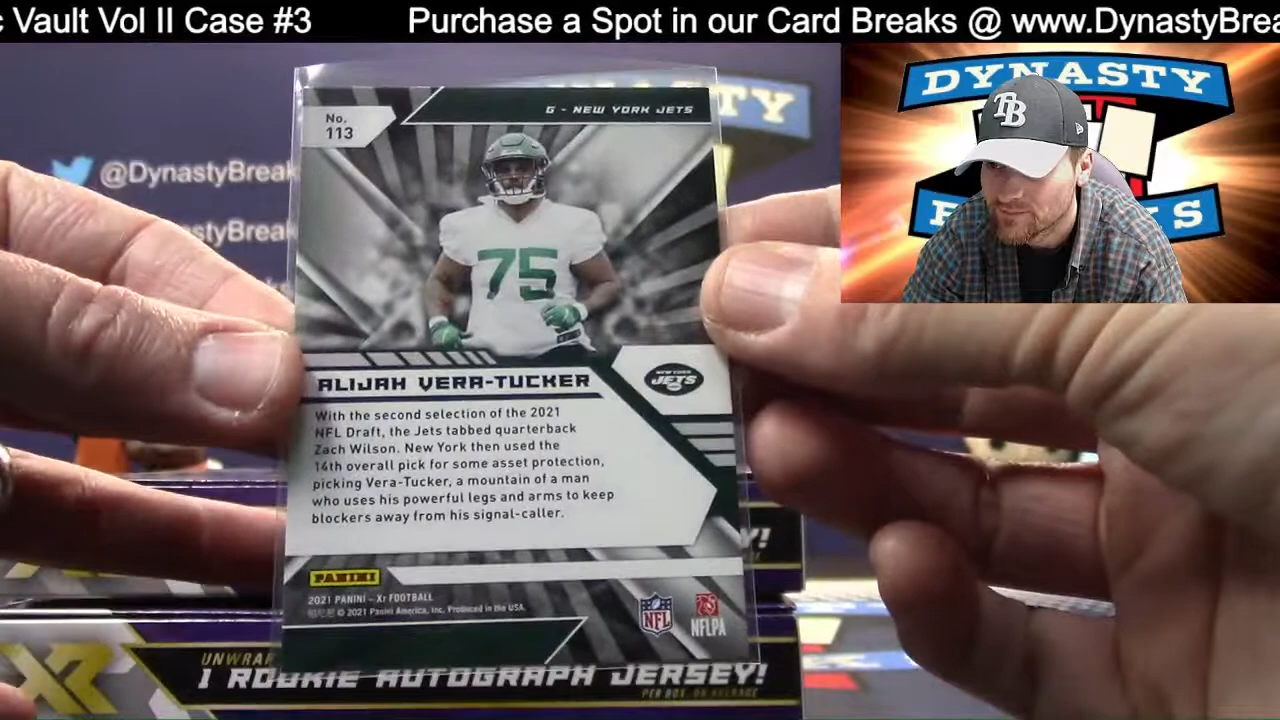 c Vault Vol II Case #3 Purchase a Spot in our Card Breaks @ www.DynastyBrea
DYNASTY
TB
@DynastyBreak
DynastyBreak
No.
113
G - NEW YORK JETS
75
ALIJAH VERA-TUCKER
NEW YORK
JETS
With the second selection of the 2021
NFL Draft, the Jets tabbed quarterback
Zach Wilson. New York then used the
14th overall pick for some asset protection,
picking Vera-Tucker, a mountain of a man
who uses his powerful legs and arms to keep
blockers away from his signal-caller.
PANINI
2021 PANINI - Xr FOOTBALL
© 2021 Panini America, Inc. Produced in the USA.
NFL
NFLPA
XR
UNWRAP
1 ROOKIE AUTOGRAPH JERSEY!
PER BOX, ON AVERAGE